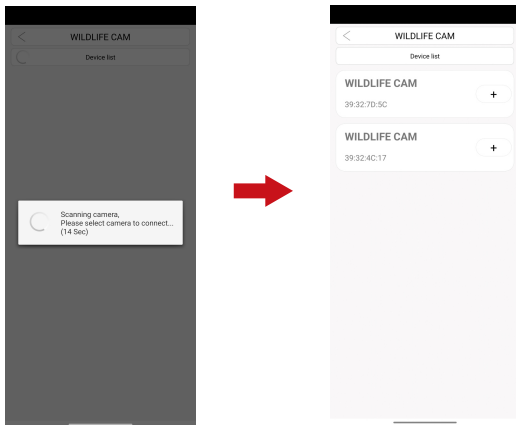 WILDLIFE CAM
Device list
Scanning camera,
Please select camera to connect...
(14 Sec)
WILDLIFE CAM
Device list
WILDLIFE CAM
+
39:32:7D:5C
WILDLIFE CAM
+
39:32:4C:17